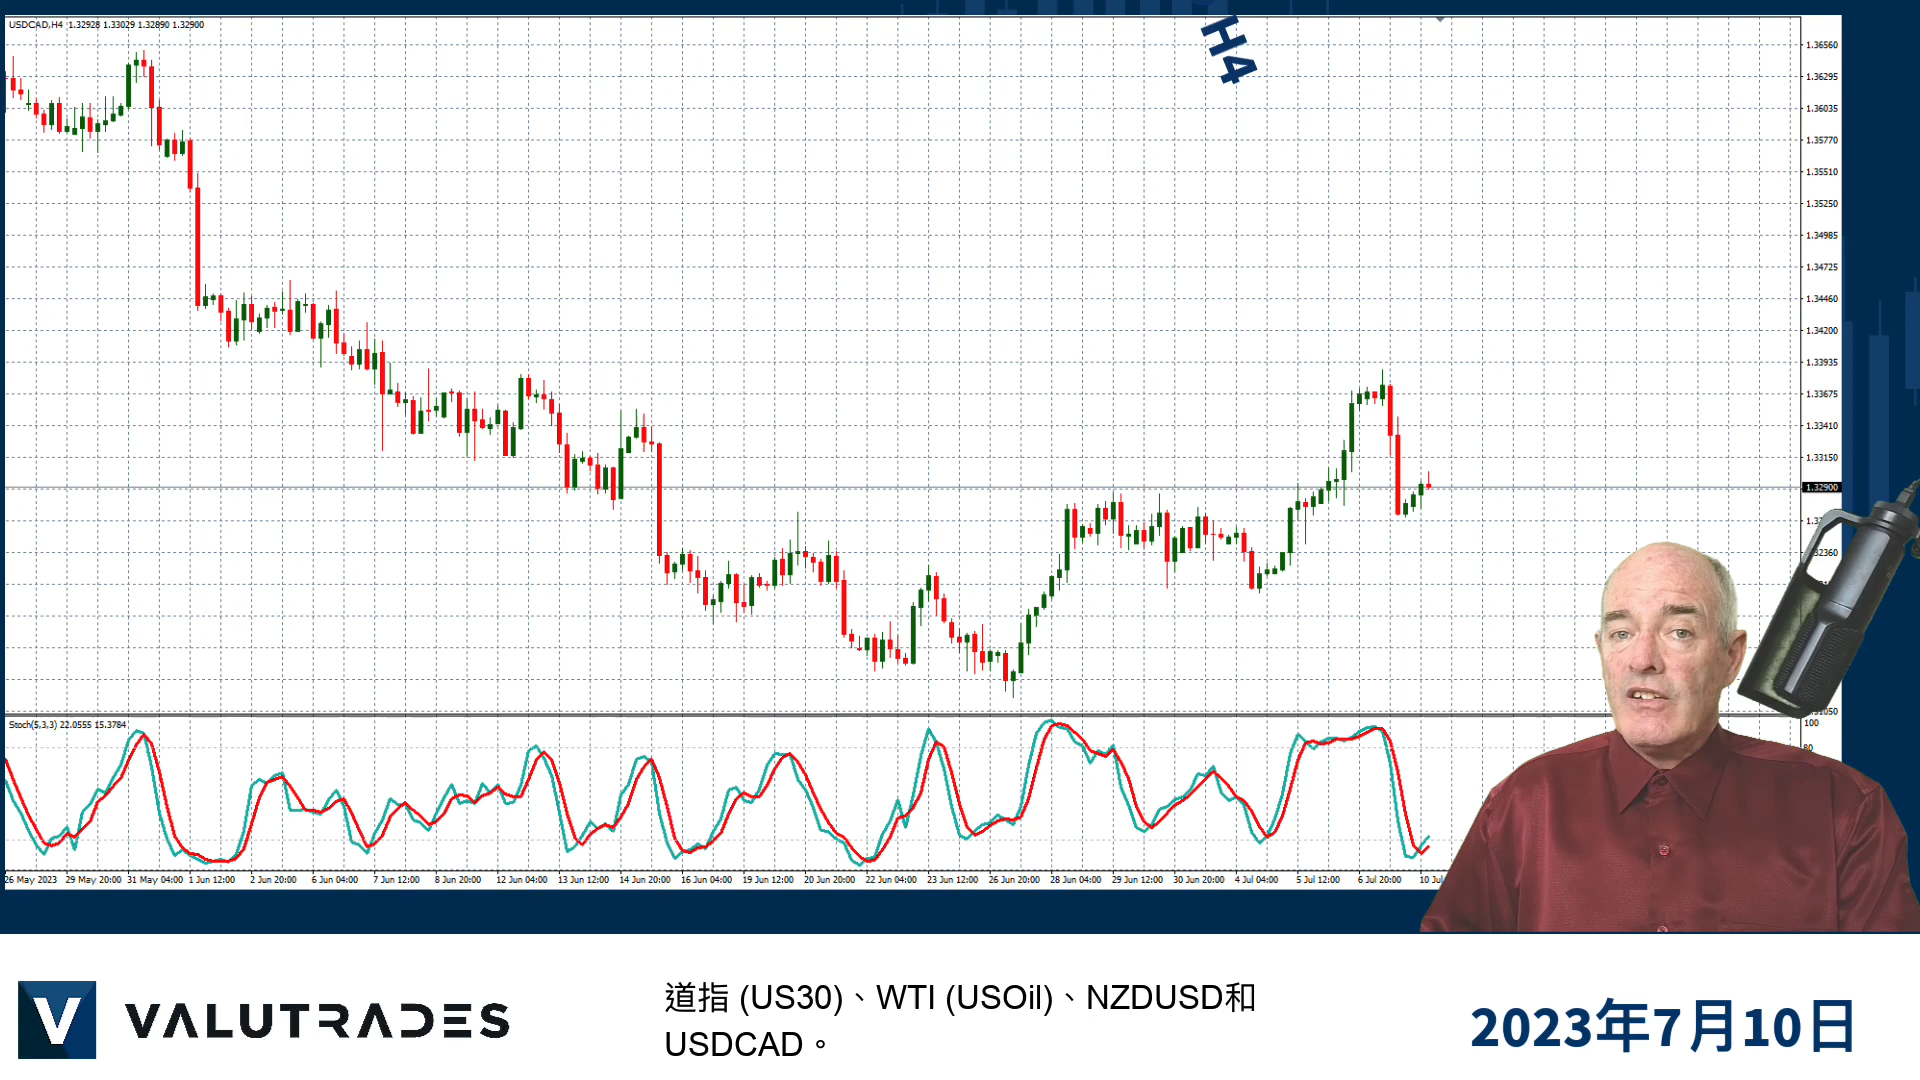 USDCAD,H4 1.32928 1.33029 1.32890 1.32900
H4
1.36560
1.36295
1.36035
1.35770
1.35510
1.35250
1.34985
1.34725
1.34460
1.34200
1.33935
1.33675
1.33410
1.33150
1.32900
Stoch(5,3,3) 22.0555 15.3784
100
80
26 May 2023 29 May 20:00 31 May 04:00 1 Jun 12:00 2 Jun 20:00 6 Jun 04:00 7 Jun 12:00 8 Jun 20:00 12 Jun 04:00 13 Jun 12:00 14 Jun 20:00 16 Jun 04:00 19 Jun 12:00 20 Jun 20:00 22 Jun 04:00 23 Jun 12:00 26 Jun 20:00 28 Jun 04:00 29 Jun 12:00 30 Jun 20:00 4 Jul 04:00 5 Jul 12:00 6 Jul 20:00 10 Jul
VALUTRADES
道指 (US30)、WTI (USOil)、NZDUSD和
USDCAD。
2023年7月10日